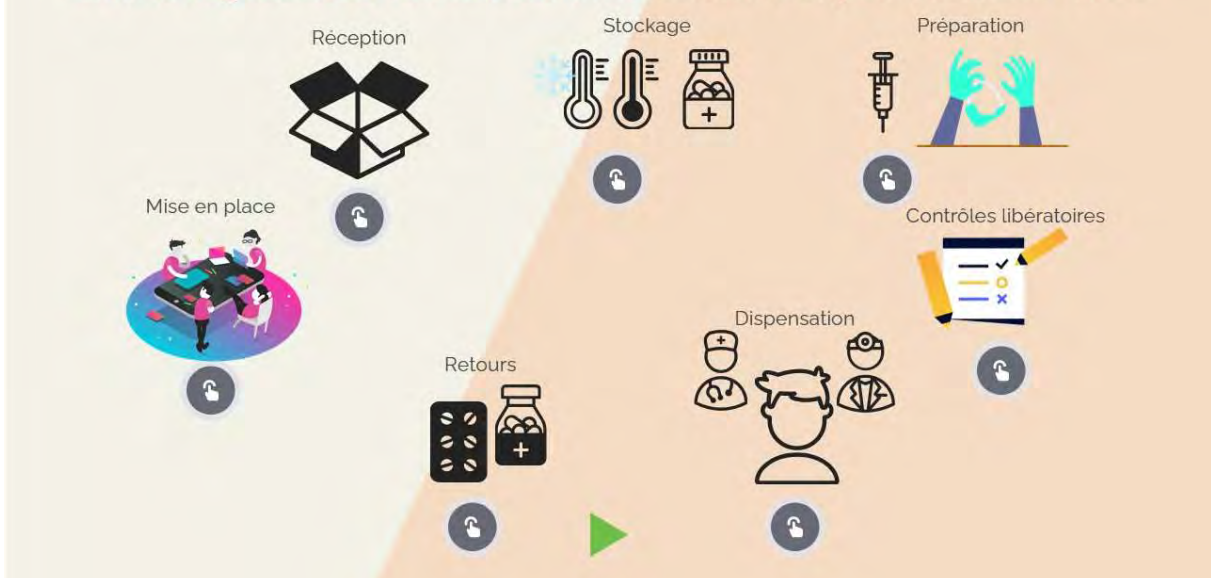 Mise en place
Réception
Stockage
Préparation
Contrôles libératoires
Dispensation
Retours